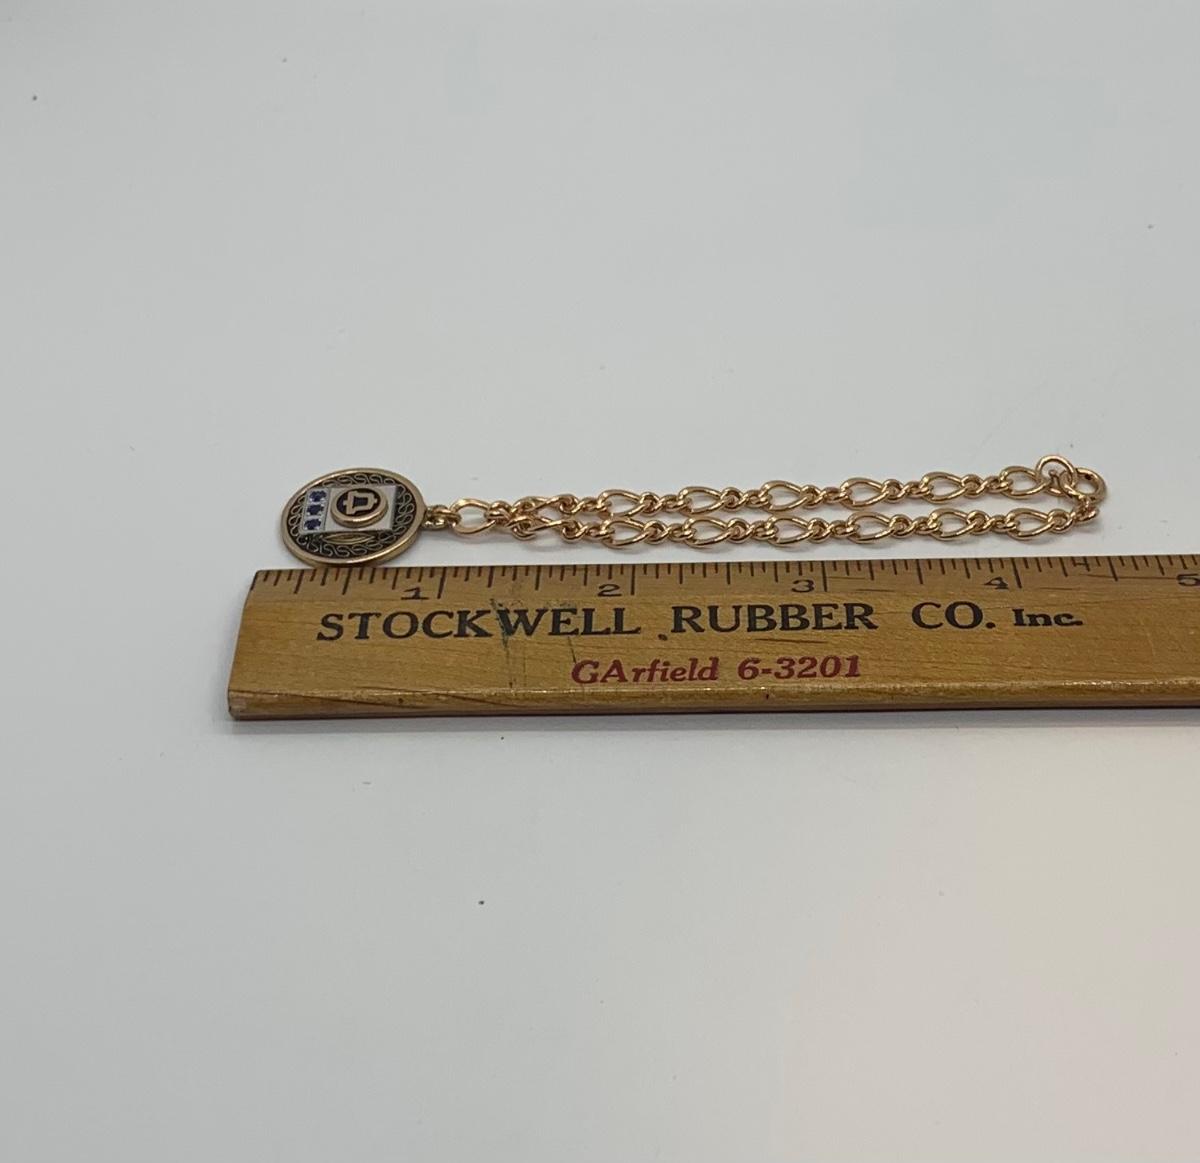 1 2 3 4 5
STOCKWELL RUBBER CO. Inc.
GArfield 6-3201